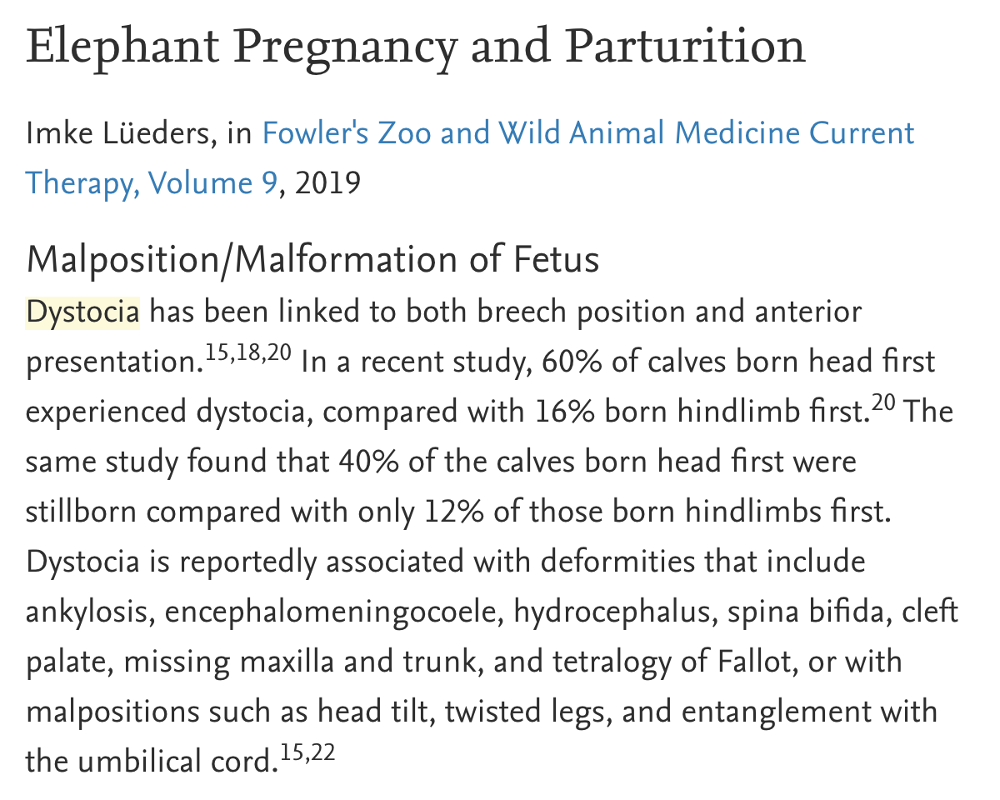 Elephant Pregnancy and Parturition
Imke Lüeders, in Fowler's Zoo and Wild Animal Medicine Current
Therapy, Volume 9, 2019
Malposition/Malformation of Fetus
Dystocia has been linked to both breech position and anterior
presentation.15,18,20 In a recent study, 60% of calves born head first
experienced dystocia, compared with 16% born hindlimb first.20 The
same study found that 40% of the calves born head first were
stillborn compared with only 12% of those born hindlimbs first.
Dystocia is reportedly associated with deformities that include
ankylosis, encephalomeningocoele, hydrocephalus, spina bifida, cleft
palate, missing maxilla and trunk, and tetralogy of Fallot, or with
malpositions such as head tilt, twisted legs, and entanglement with
the umbilical cord.15,22